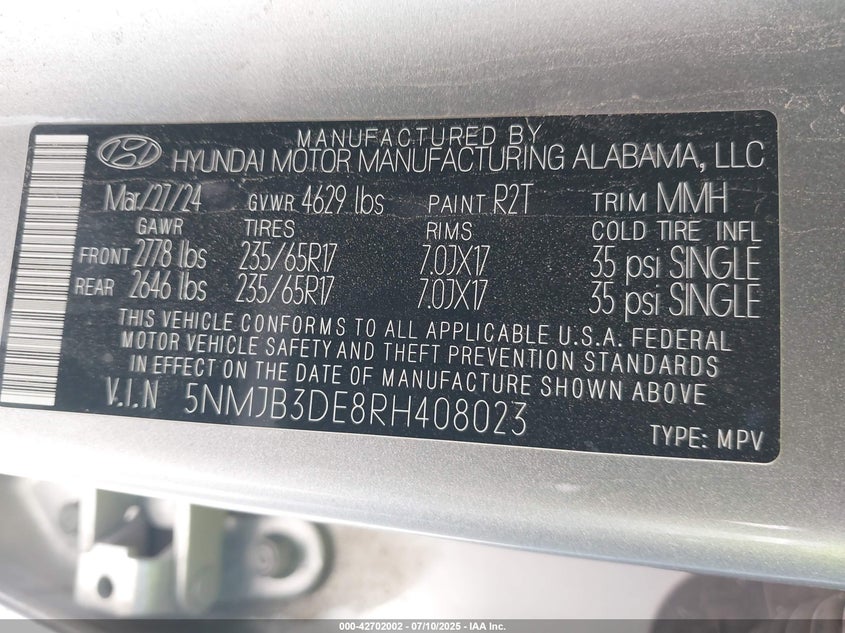 MANUFACTURED BY
HYUNDAI MOTOR MANUFACTURING ALABAMA, LLC
Mar/27/24 GVWR 4629 lbs PAINT R2T TRIM MMH
GAWR TIRES RIMS COLD TIRE INFL
FRONT 2778 lbs 235/65R17 7.0JX17 35 psi SINGLE
REAR 2646 lbs 235/65R17 7.0JX17 35 psi SINGLE
THIS VEHICLE CONFORMS TO ALL APPLICABLE U.S.A. FEDERAL
MOTOR VEHICLE SAFETY AND THEFT PREVENTION STANDARDS
IN EFFECT ON THE DATE OF MANUFACTURE SHOWN ABOVE
V.I.N 5NMJB3DE8RH408023
TYPE: MPV
000-42702002 - 07/10/2025 - IAA Inc.